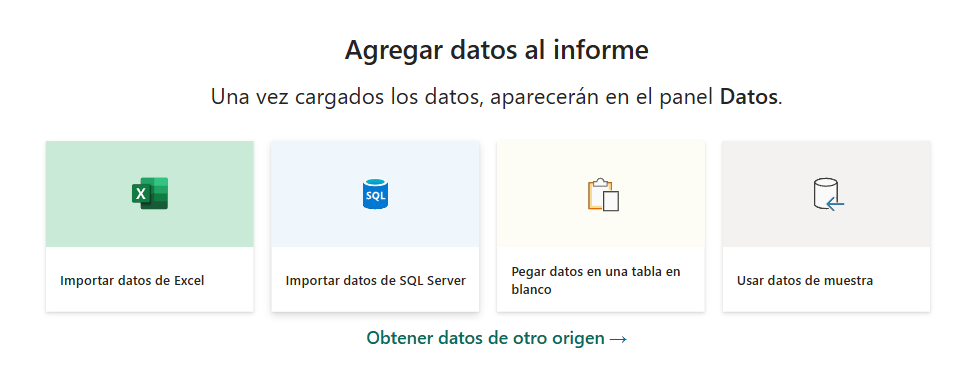 Agregar datos al informe
Una vez cargados los datos, aparecerán en el panel Datos.
X
SQL
Importar datos de Excel
Importar datos de SQL Server
Pegar datos en una tabla en
blanco
Usar datos de muestra
Obtener datos de otro origen →